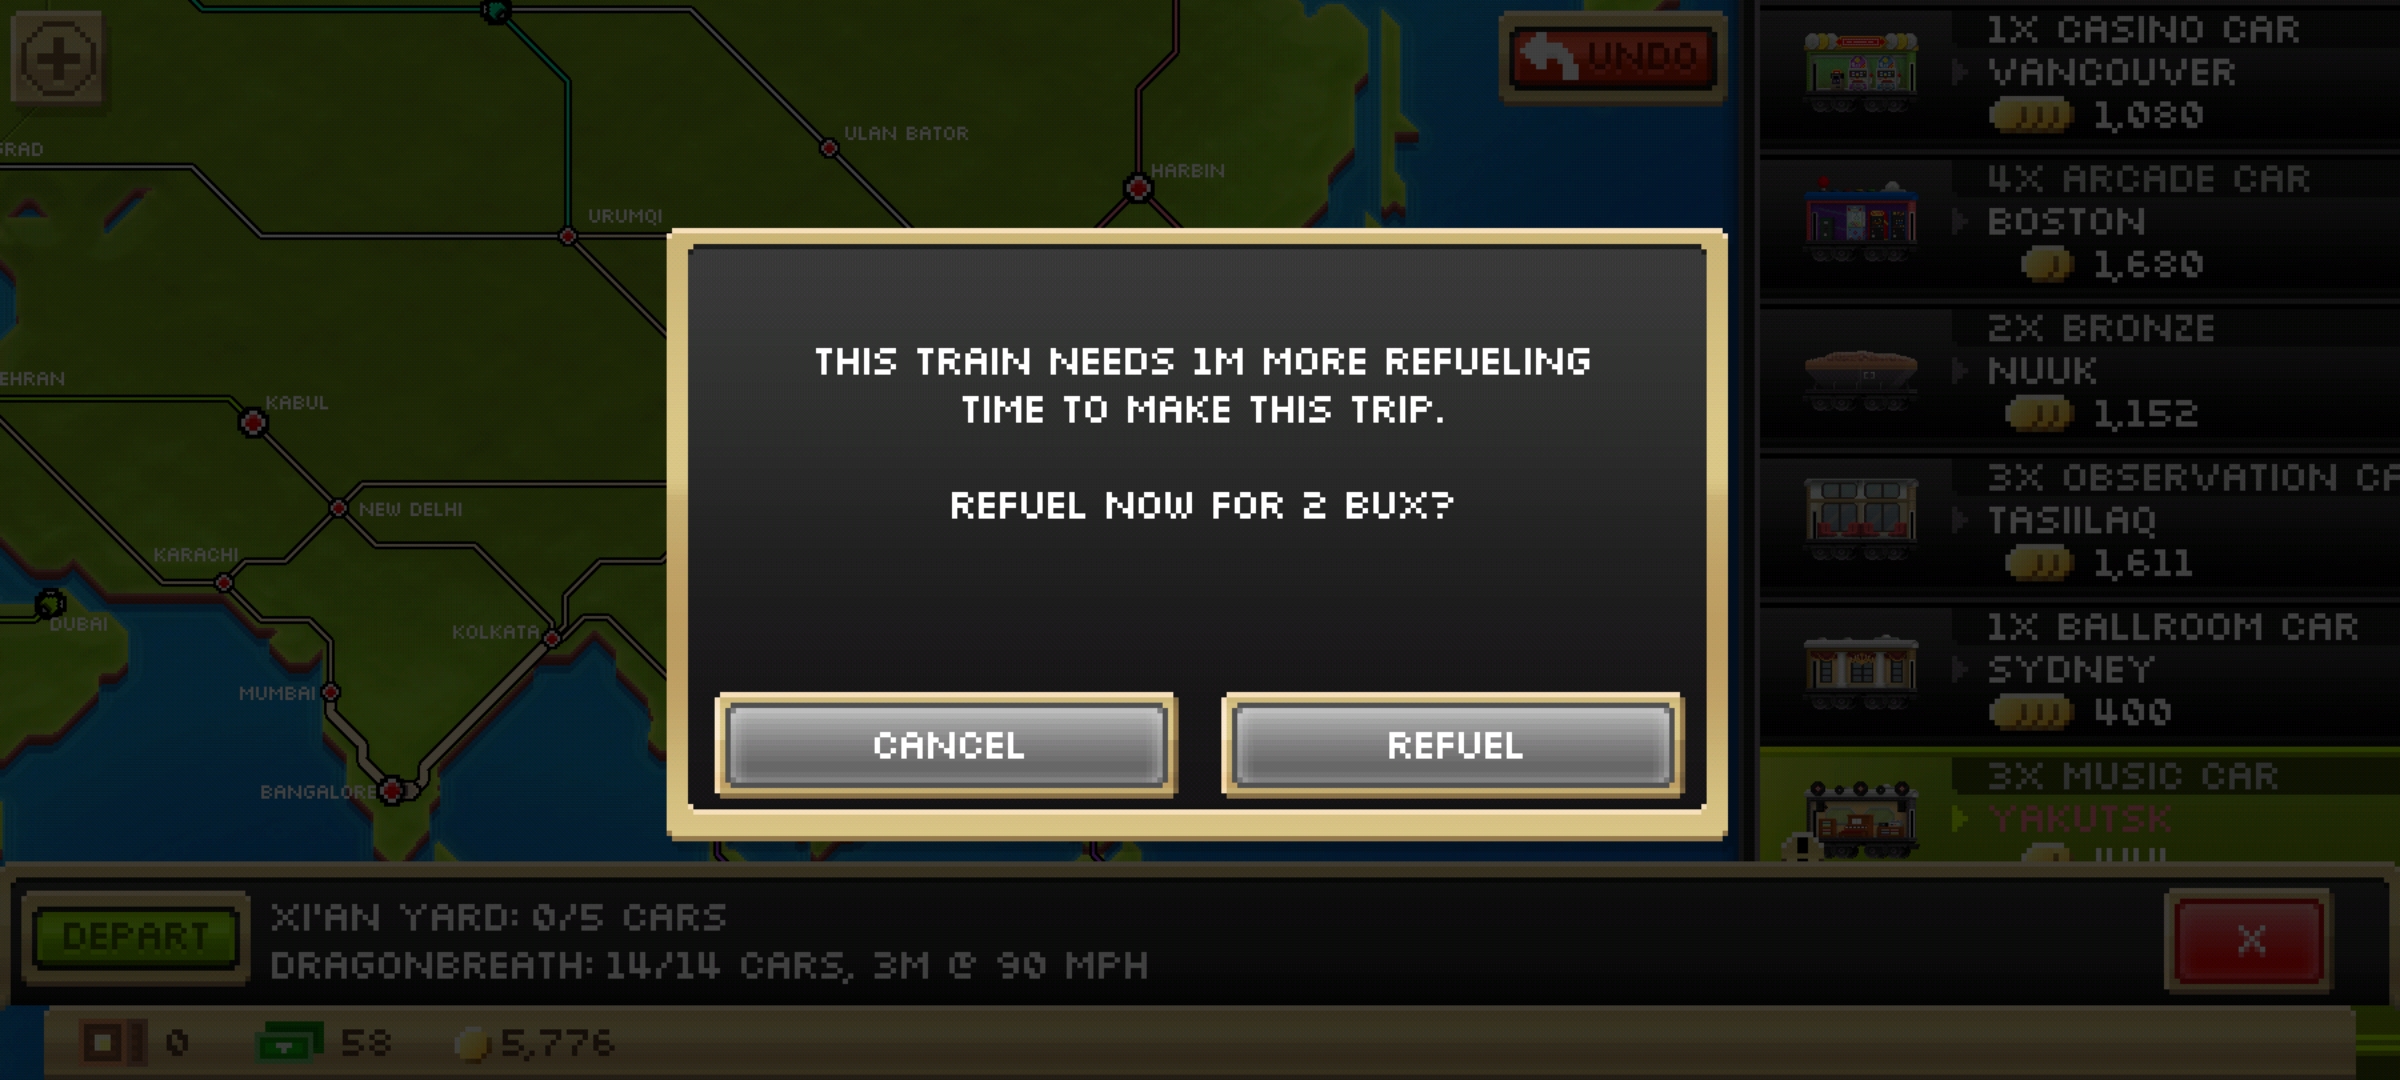 UNDO
ULAN BATOR
HARBIN
URUMQI
KABUL
NEW DELHI
KARACHI
DUBAI
KOLKATA
MUMBAI
BANGALORE
THIS TRAIN NEEDS 1M MORE REFUELING
TIME TO MAKE THIS TRIP.
REFUEL NOW FOR 2 BUX?
CANCEL
REFUEL
1X CASINO CAR
VANCOUVER
1,080
4X ARCADE CAR
BOSTON
1,680
2X BRONZE
NUUK
1,152
3X OBSERVATION CA
TASIILAQ
1,611
1X BALLROOM CAR
SYDNEY
400
3X MUSIC CAR
YAKUTSK
DEPART
XI'AN YARD: 0/5 CARS
DRAGONBREATH: 14/14 CARS, 3M @ 90 MPH
X
0
58
5,776